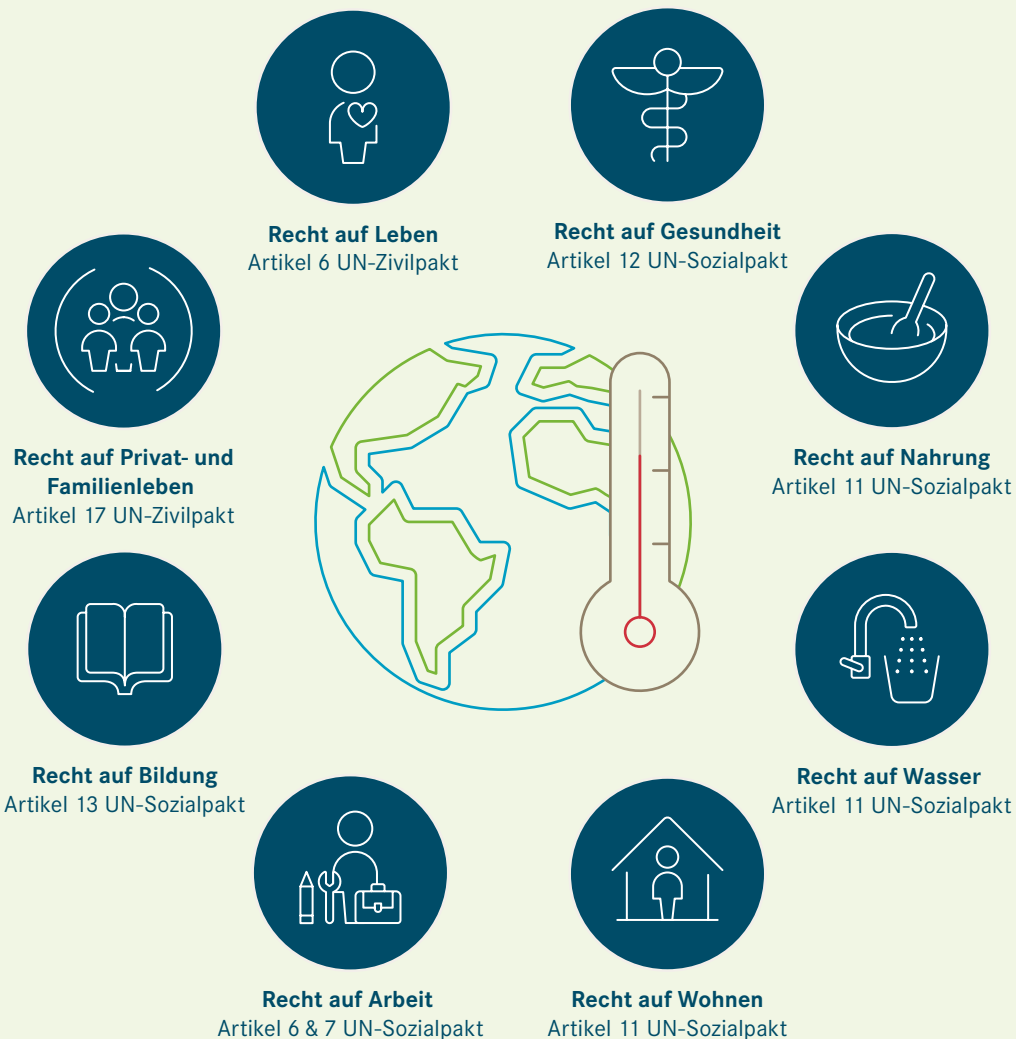 Recht auf Leben
Artikel 6 UN-Zivilpakt
Recht auf Gesundheit
Artikel 12 UN-Sozialpakt
Recht auf Privat- und
Familienleben
Artikel 17 UN-Zivilpakt
Recht auf Nahrung
Artikel 11 UN-Sozialpakt
Recht auf Bildung
Artikel 13 UN-Sozialpakt
Recht auf Wasser
Artikel 11 UN-Sozialpakt
Recht auf Arbeit
Artikel 6 & 7 UN-Sozialpakt
Recht auf Wohnen
Artikel 11 UN-Sozialpakt